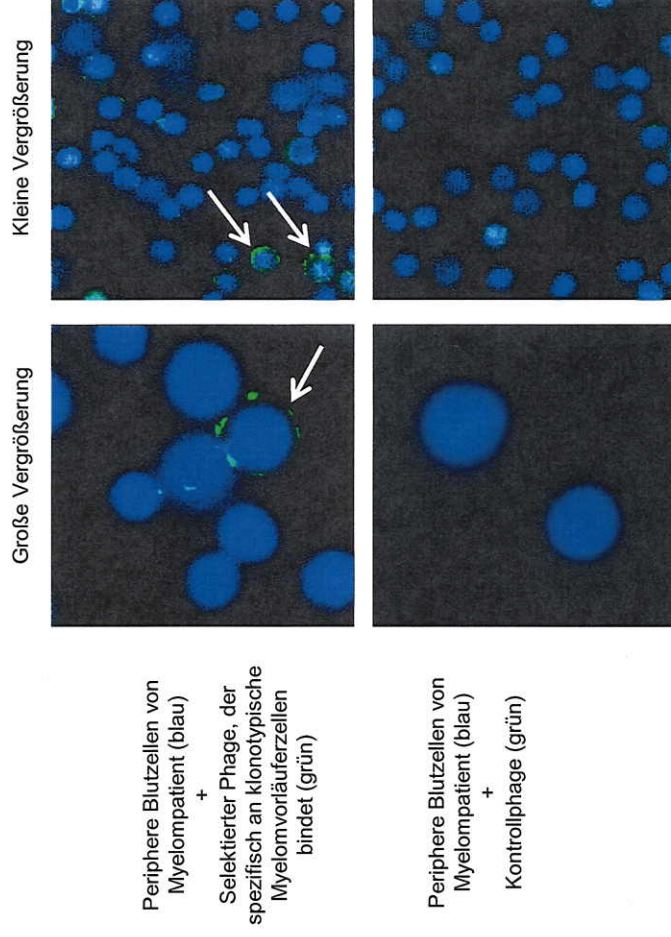 Große Vergrößerung
Kleine Vergrößerung
Periphere Blutzellen von
Myelompatient (blau)
+
Selektierter Phage, der
spezifisch an klonotypische
Myelomvorläuferzellen
bindet (grün)
Periphere Blutzellen von
Myelompatient (blau)
+
Kontrollphage (grün)